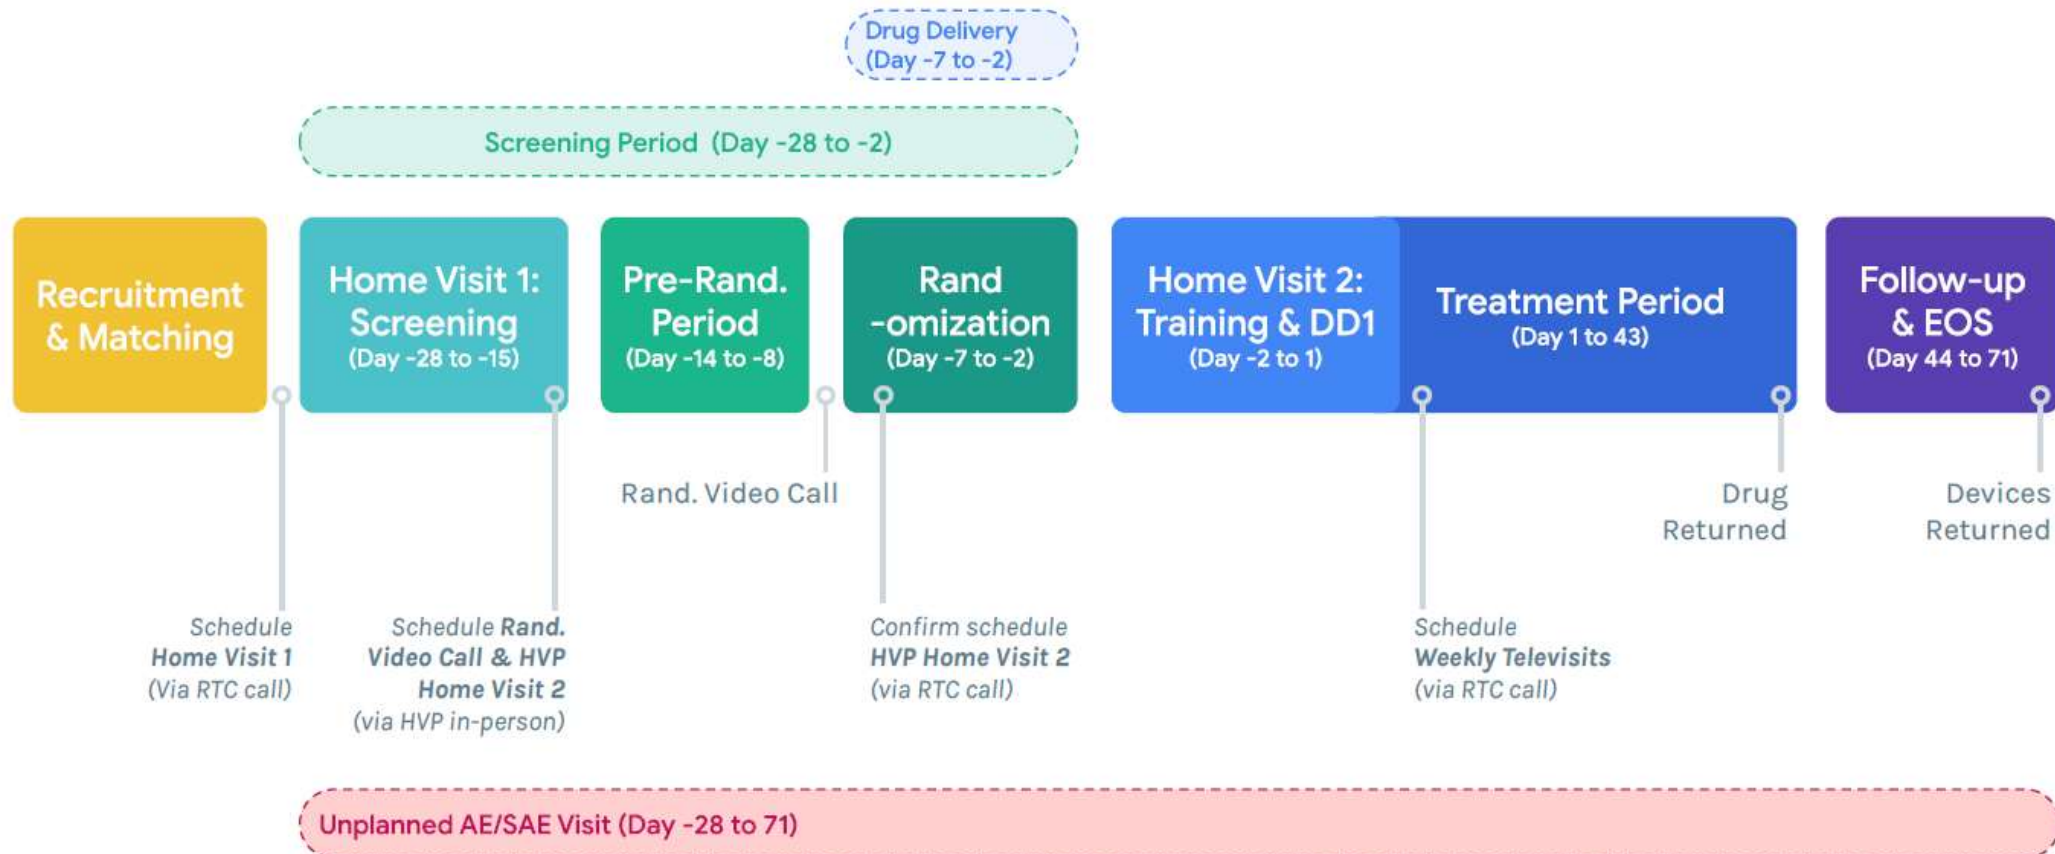 Drug Delivery
(Day -7 to -2)
Screening Period (Day -28 to -2)
Recruitment
& Matching
Home Visit 1:
Screening
(Day -28 to -15)
Pre-Rand.
Period
(Day -14 to -8)
Rand
-omization
(Day -7 to -2)
Home Visit 2:
Training & DD1
(Day -2 to 1)
Treatment Period
(Day 1 to 43)
Follow-up
& EOS
(Day 44 to 71)
Rand. Video Call
Drug
Returned
Devices
Returned
Schedule
Home Visit 1
(Via RTC call)
Schedule Rand.
Video Call & HVP
Home Visit 2
(via HVP in-person)
Confirm schedule
HVP Home Visit 2
(via RTC call)
Schedule
Weekly Televisits
(via RTC call)
Unplanned AE/SAE Visit (Day -28 to 71)